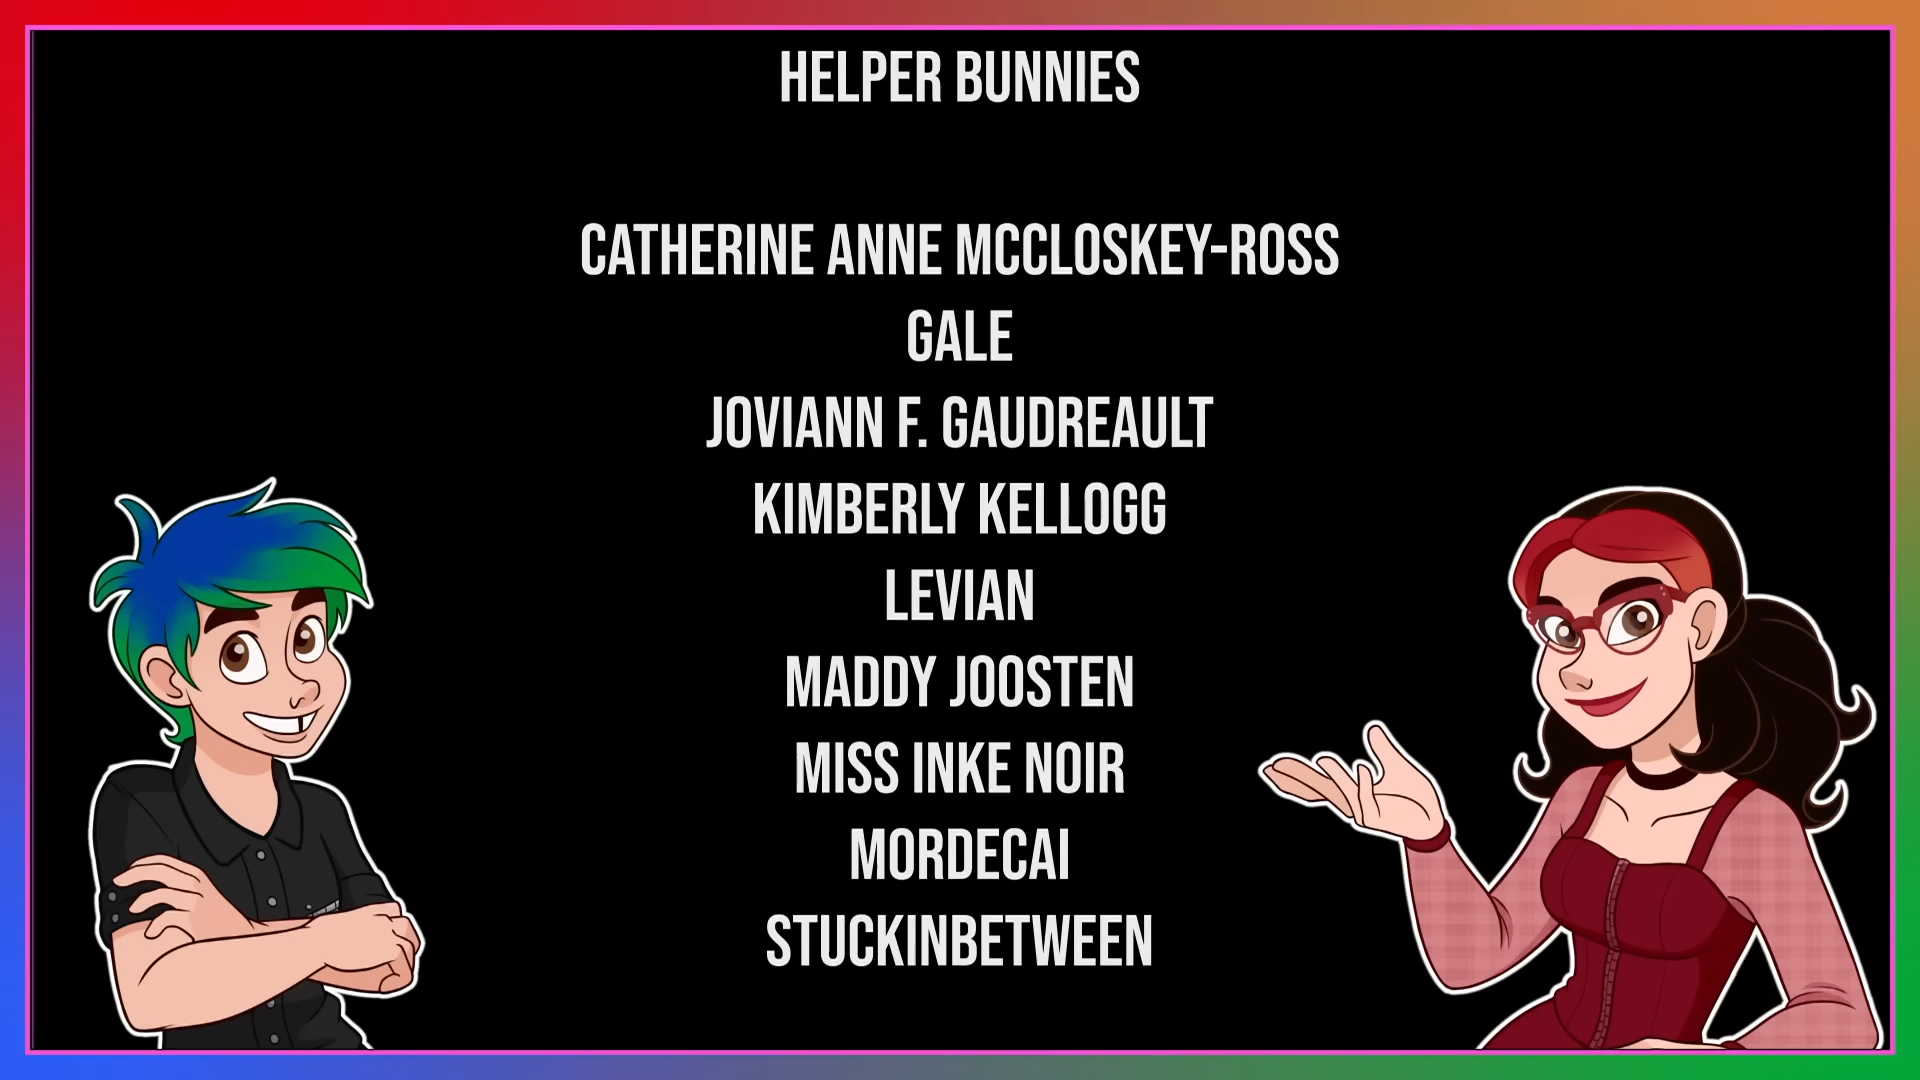 HELPER BUNNIES
CATHERINE ANNE MCCLOSKEY-ROSS
GALE
JOVIANN F. GAUDREAULT
KIMBERLY KELLOGG
LEVIAN
MADDY JOOSTEN
MISS INKE NOIR
MORDECAI
STUCKINBETWEEN